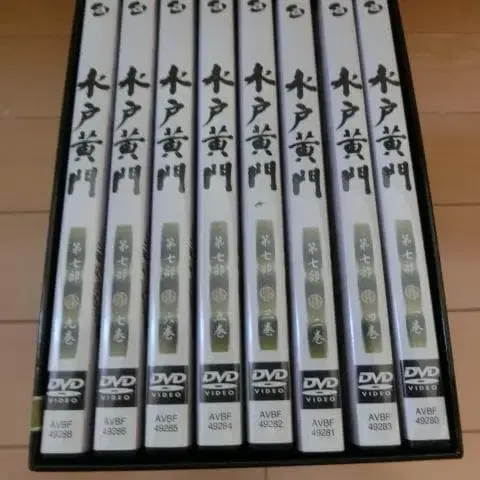 水戸黄門
第七部 九巻
DVD
VIDEO
AVBF
49288
水戸黄門
第七部 七巻
DVD
VIDEO
AVBF
49286
水戸黄門
第七部 六巻
DVD
VIDEO
AVBF
49285
水戸黄門
第七部 五巻
DVD
VIDEO
AVBF
49284
水戸黄門
第七部 三巻
DVD
VIDEO
AVBF
49282
水戸黄門
第七部 二巻
DVD
VIDEO
AVBF
49281
水戸黄門
第七部 四巻
DVD
VIDEO
AVBF
49283
水戸黄門
第七部 一巻
DVD
VIDEO
AVBF
49280